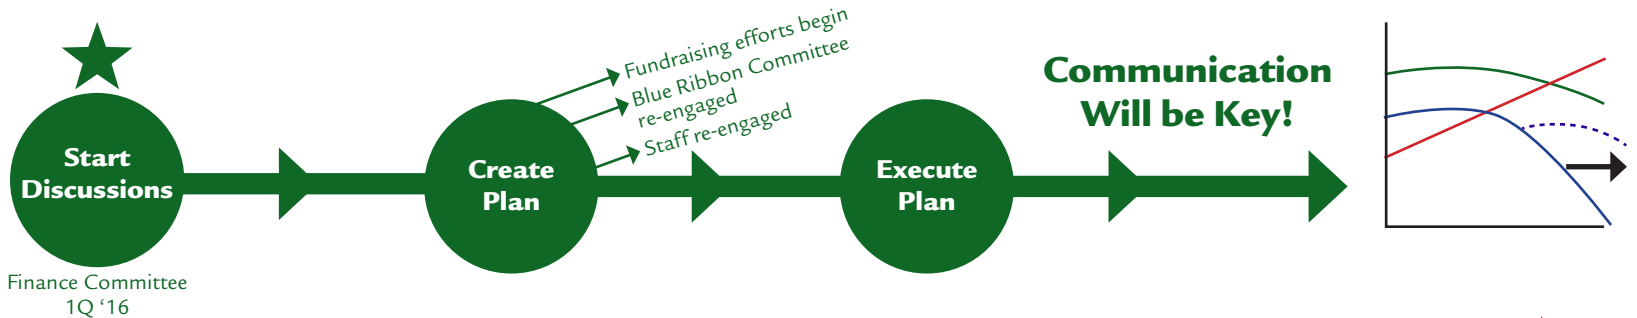 Start
Discussions
Finance Committee
1Q ‘16
Create
Plan
Fundraising efforts begin
Blue Ribbon Committee
re-engaged
Staff re-engaged
Execute
Plan
Communication
Will be Key!